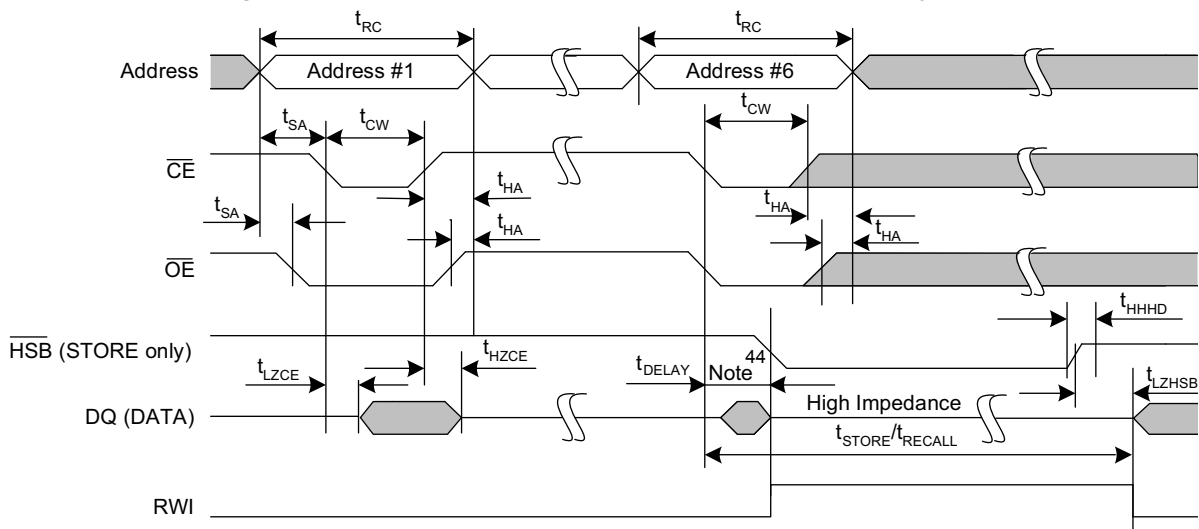 tRC tRC
Address Address #1 Address #6
tSA tCW tCW
CE
tHA tHA
tSA tHA tHA
OE
tHHHD
HSB (STORE only)
tLZCE tHZCE tDELAY Note 44 tLZHSB
DQ (DATA) High Impedance
tSTORE/tRECALL
RWI